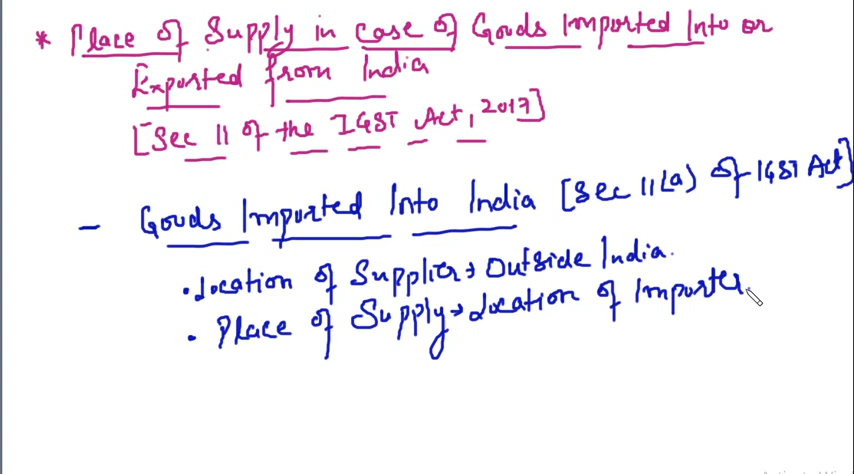 * Place of Supply in case of Goods Imported Into or
Exported from India
[Sec 11 of the IGST Act, 2017]
- Goods Imported Into India [Sec 11(a) of IGST Act]
• Location of Supplier → Outside India.
• Place of Supply → Location of Importer